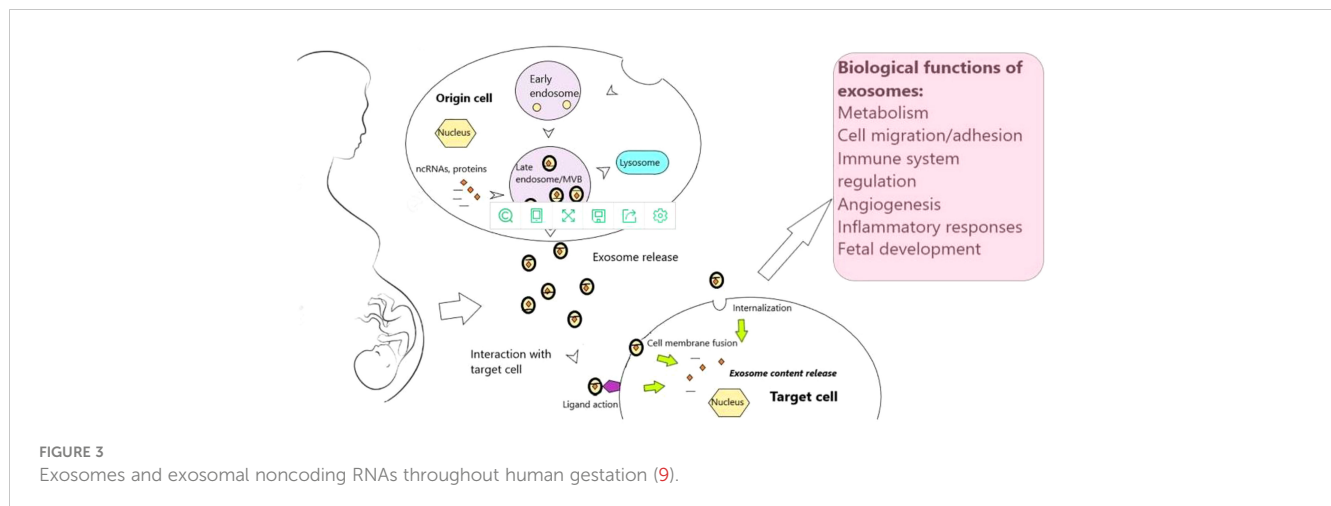 Early
endosome
Origin cell
Nucleus
ncRNAs, proteins
Late
endosome/MVB
Lysosome
Exosome release
Interaction with
target cell
Ligand action
Cell membrane fusion
Internalization
Exosome content release
Nucleus
Target cell
Biological functions of
exosomes:
Metabolism
Cell migration/adhesion
Immune system
regulation
Angiogenesis
Inflammatory responses
Fetal development
FIGURE 3
Exosomes and exosomal noncoding RNAs throughout human gestation (9).